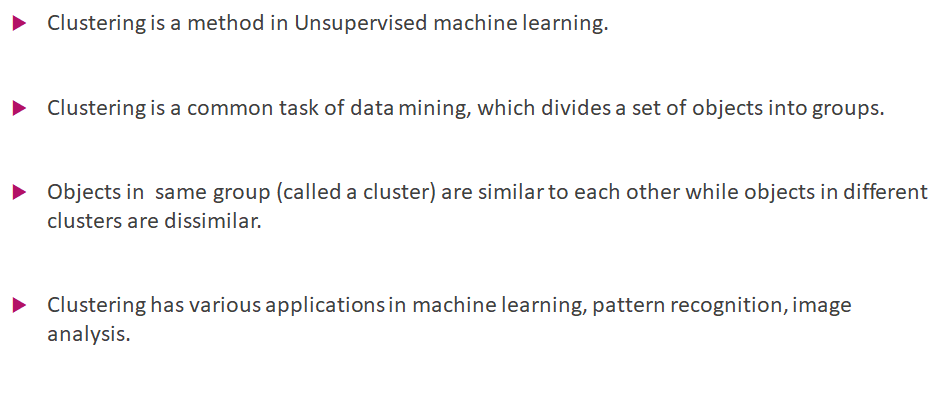 Clustering is a method in Unsupervised machine learning.
Clustering is a common task of data mining, which divides a set of objects into groups.
Objects in  same group (called a cluster) are similar to each other while objects in different
clusters are dissimilar.
Clustering has various applications in machine learning, pattern recognition, image
analysis.